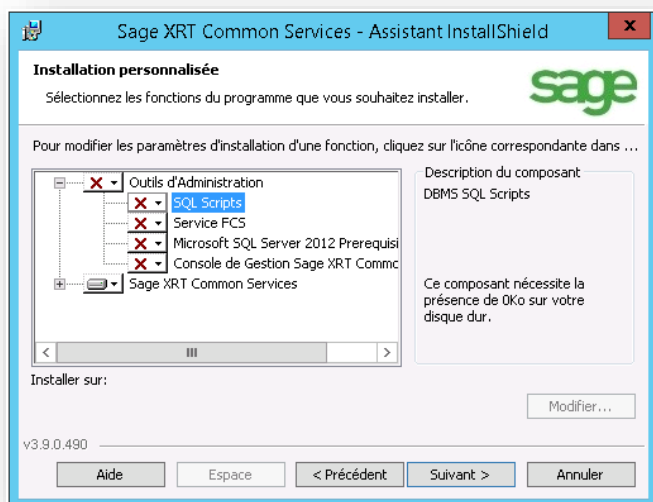 Sage XRT Common Services - Assistant InstallShield
x
Installation personnalisée
Sélectionnez les fonctions du programme que vous souhaitez installer.
sage
Pour modifier les paramètres d'installation d'une fonction, cliquez sur l'icône correspondante dans ...
Outils d'Administration
SQL Scripts
Service FCS
Microsoft SQL Server 2012 Prerequisi
Console de Gestion Sage XRT Commc
Sage XRT Common Services
Description du composant
DBMS SQL Scripts
Ce composant nécessite la
présence de 0Ko sur votre
disque dur.
Installer sur:
Modifier...
v3.9.0.490
Aide
Espace
< Précédent
Suivant >
Annuler